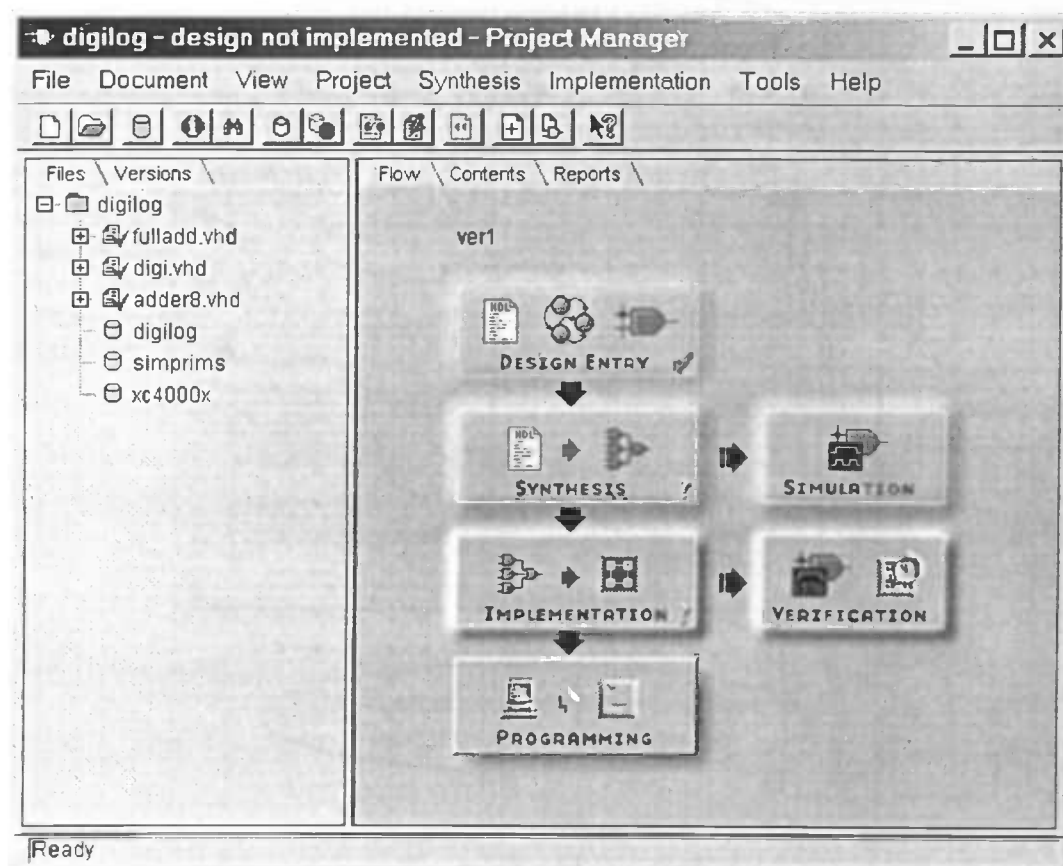 digilog - design not implemented - Project Manager
File Document View Project Synthesis Implementation Tools Help
Files Versions
Flow Contents Reports
digilog
fulladd.vhd
digi.vhd
adder8.vhd
digilog
simprims
xc4000x
ver1
HDL
DESIGN ENTRY
HDL
SYNTHESIS
SIMULATION
IMPLEMENTATION
VERIFICATION
PROGRAMMING
Ready